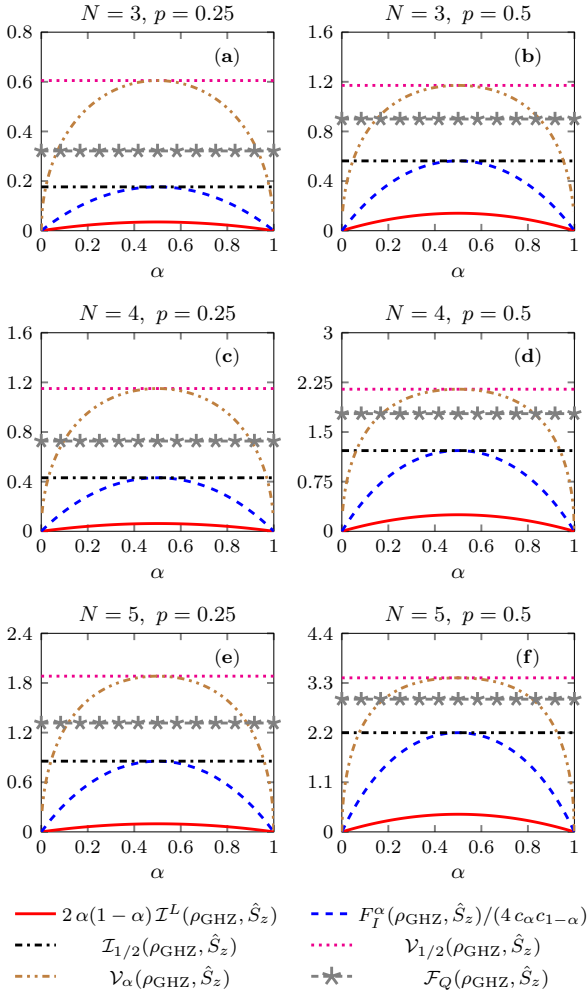 N = 3, p = 0.25
N = 3, p = 0.5
0.8
0.6
0.4
0.2
0
(a)
0 0.2 0.4 0.6 0.8 1
α
1.6
1.2
0.8
0.4
0
(b)
0 0.2 0.4 0.6 0.8 1
α
N = 4, p = 0.25
N = 4, p = 0.5
1.6
1.2
0.8
0.4
0
(c)
0 0.2 0.4 0.6 0.8 1
α
3
2.25
1.5
0.75
0
(d)
0 0.2 0.4 0.6 0.8 1
α
N = 5, p = 0.25
N = 5, p = 0.5
2.4
1.8
1.2
0.6
0
(e)
0 0.2 0.4 0.6 0.8 1
α
4.4
3.3
2.2
1.1
0
(f)
0 0.2 0.4 0.6 0.8 1
α
2 α(1 − α) 𝓘^L(ρ_GHZ, Ŝ_z)
F_I^α(ρ_GHZ, Ŝ_z)/(4 c_α c_{1−α})
𝓘_{1/2}(ρ_GHZ, Ŝ_z)
𝓥_{1/2}(ρ_GHZ, Ŝ_z)
𝓥_α(ρ_GHZ, Ŝ_z)
𝓕_Q(ρ_GHZ, Ŝ_z)